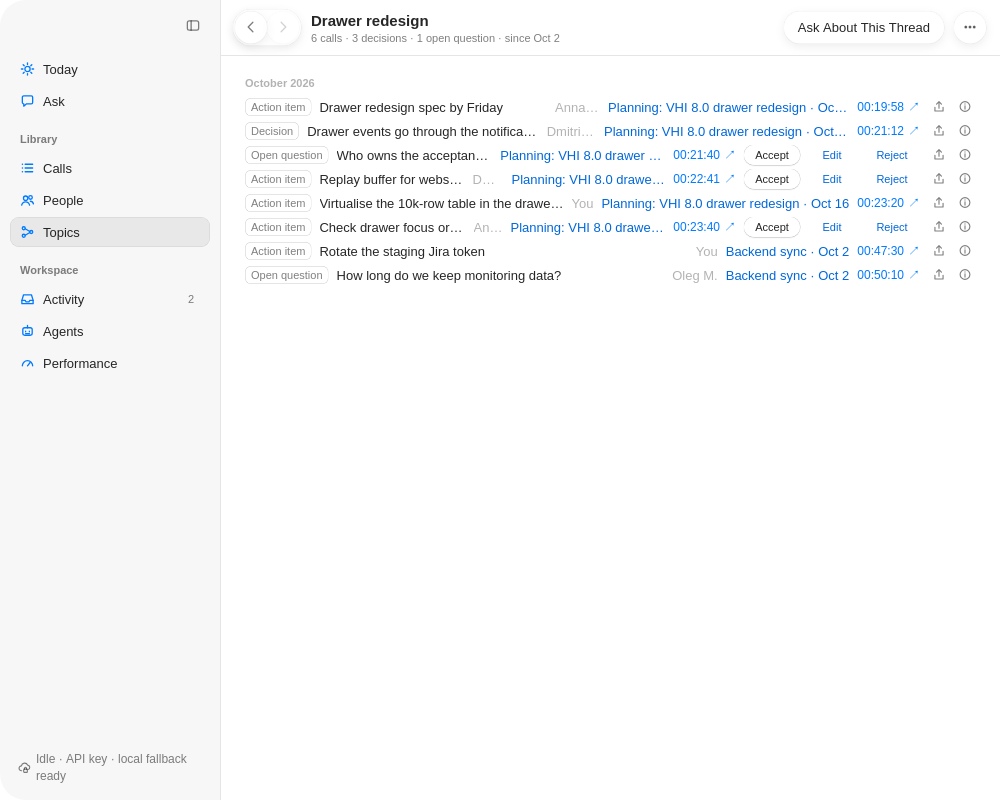 Drawer redesign
6 calls · 3 decisions · 1 open question · since Oct 2
Ask About This Thread
Today
Ask
Library
Calls
People
Topics
Workspace
Activity 2
Agents
Performance
Idle · API key · local fallback
ready
October 2026
Action item Drawer redesign spec by Friday Anna… Planning: VHI 8.0 drawer redesign · Oc… 00:19:58
Decision Drawer events go through the notifica… Dmitri… Planning: VHI 8.0 drawer redesign · Oct… 00:21:12
Open question Who owns the acceptan… Planning: VHI 8.0 drawer … 00:21:40 Accept Edit Reject
Action item Replay buffer for webs… D… Planning: VHI 8.0 drawe… 00:22:41 Accept Edit Reject
Action item Virtualise the 10k-row table in the drawe… You Planning: VHI 8.0 drawer redesign · Oct 16 00:23:20
Action item Check drawer focus or… An… Planning: VHI 8.0 drawe… 00:23:40 Accept Edit Reject
Action item Rotate the staging Jira token You Backend sync · Oct 2 00:47:30
Open question How long do we keep monitoring data? Oleg M. Backend sync · Oct 2 00:50:10